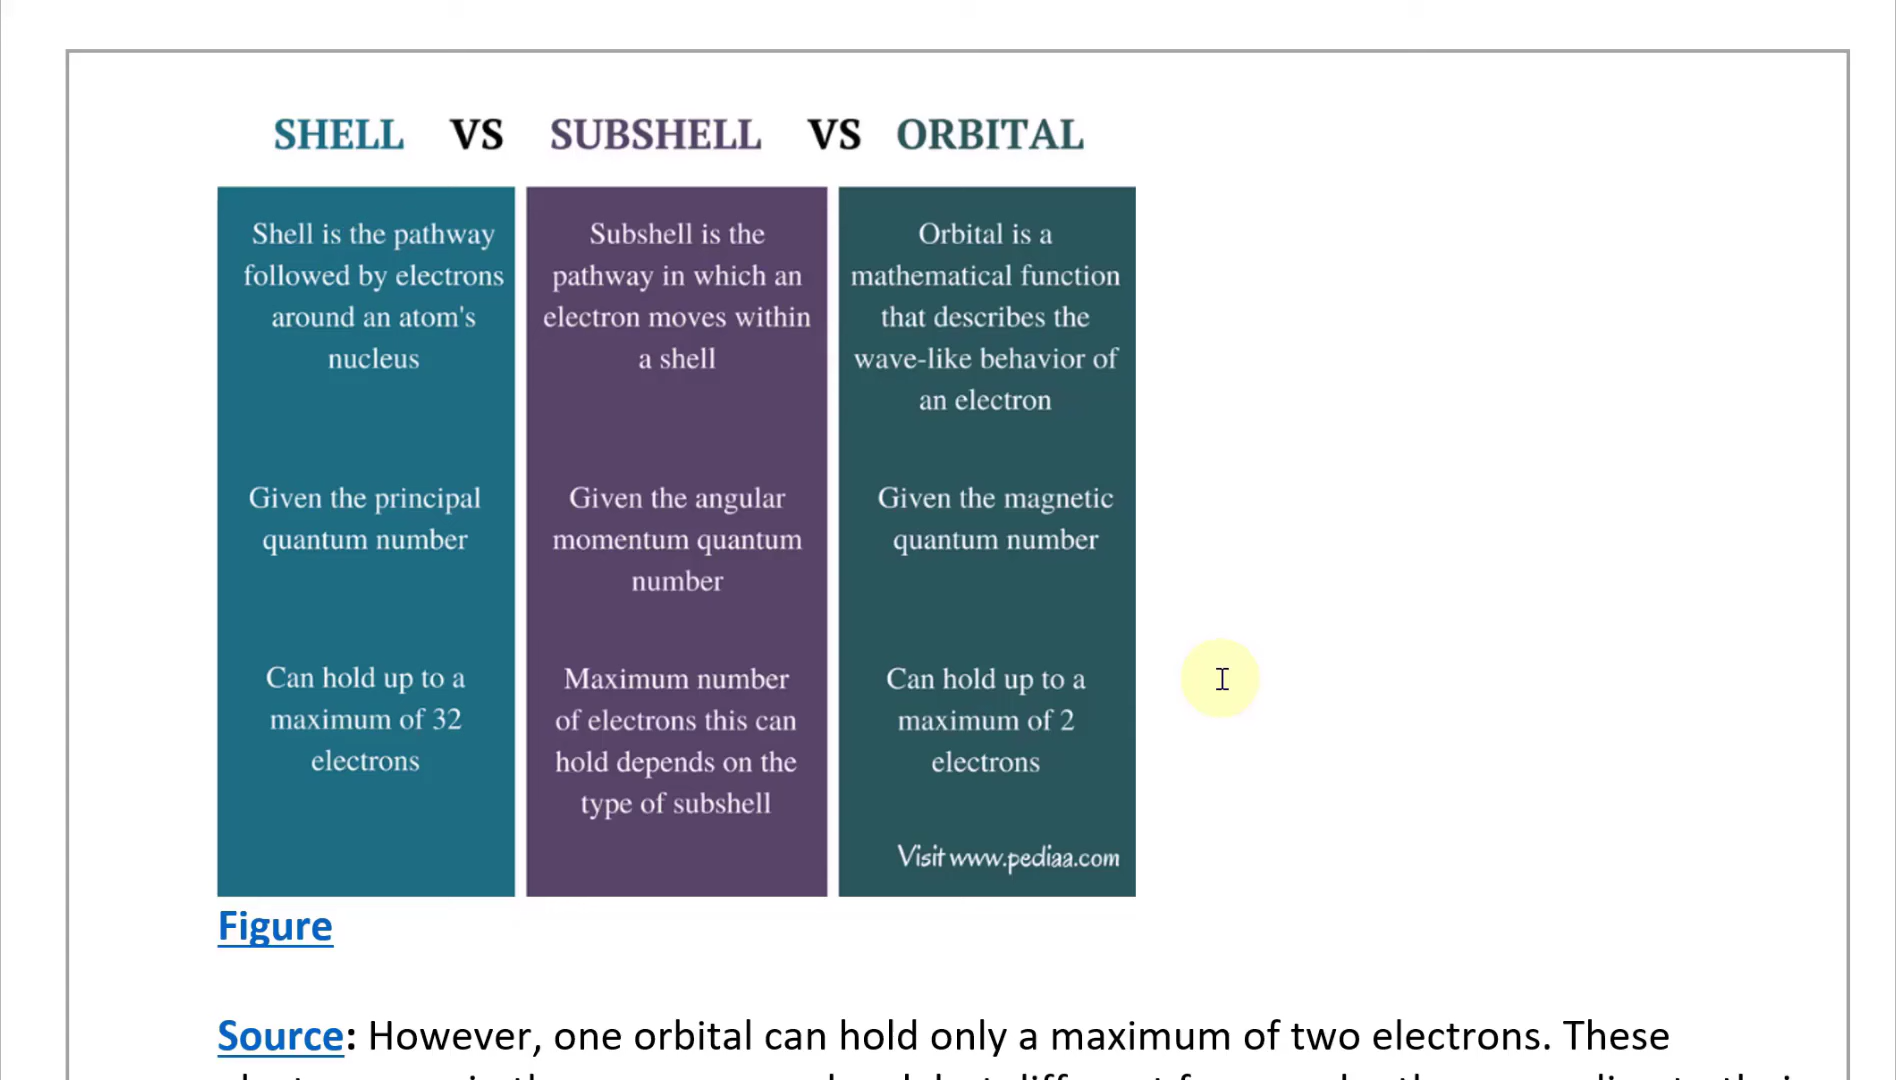 SHELL VS SUBSHELL VS ORBITAL
Shell is the pathway
followed by electrons
around an atom's
nucleus
Given the principal
quantum number
Can hold up to a
maximum of 32
electrons
Subshell is the
pathway in which an
electron moves within
a shell
Given the angular
momentum quantum
number
Maximum number
of electrons this can
hold depends on the
type of subshell
Orbital is a
mathematical function
that describes the
wave-like behavior of
an electron
Given the magnetic
quantum number
Can hold up to a
maximum of 2
electrons
Visit www.pediaa.com
Figure
Source: However, one orbital can hold only a maximum of two electrons. These